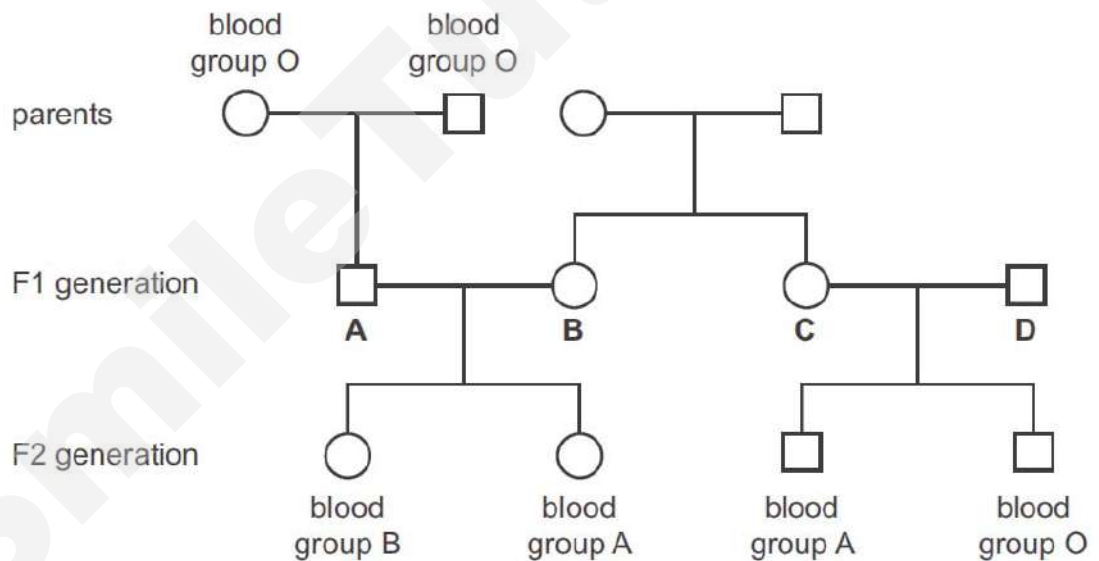 blood
group O
blood
group O
parents
F1 generation
A
B
C
D
F2 generation
blood
group B
blood
group A
blood
group A
blood
group O